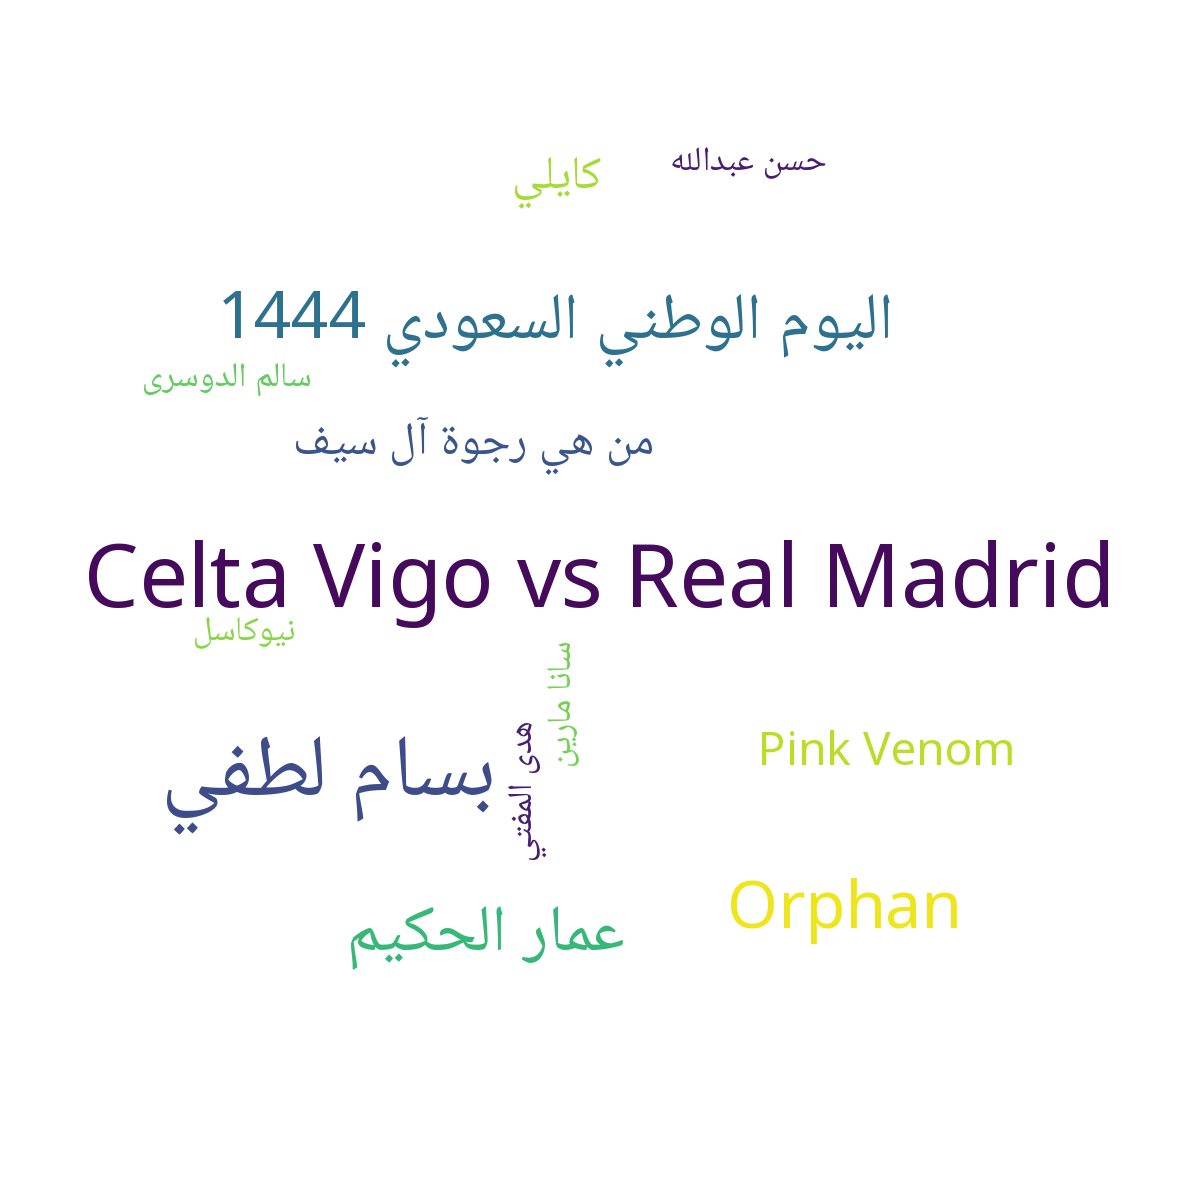 حسن عبدالله
كايلي
اليوم الوطني السعودي 1444
سالم الدوسرى
من هي رجوة آل سيف
Celta Vigo vs Real Madrid
نيوكاسل
سانا مارين
هدى المفتي
Pink Venom
بسام لطفي
Orphan
عمار الحكيم